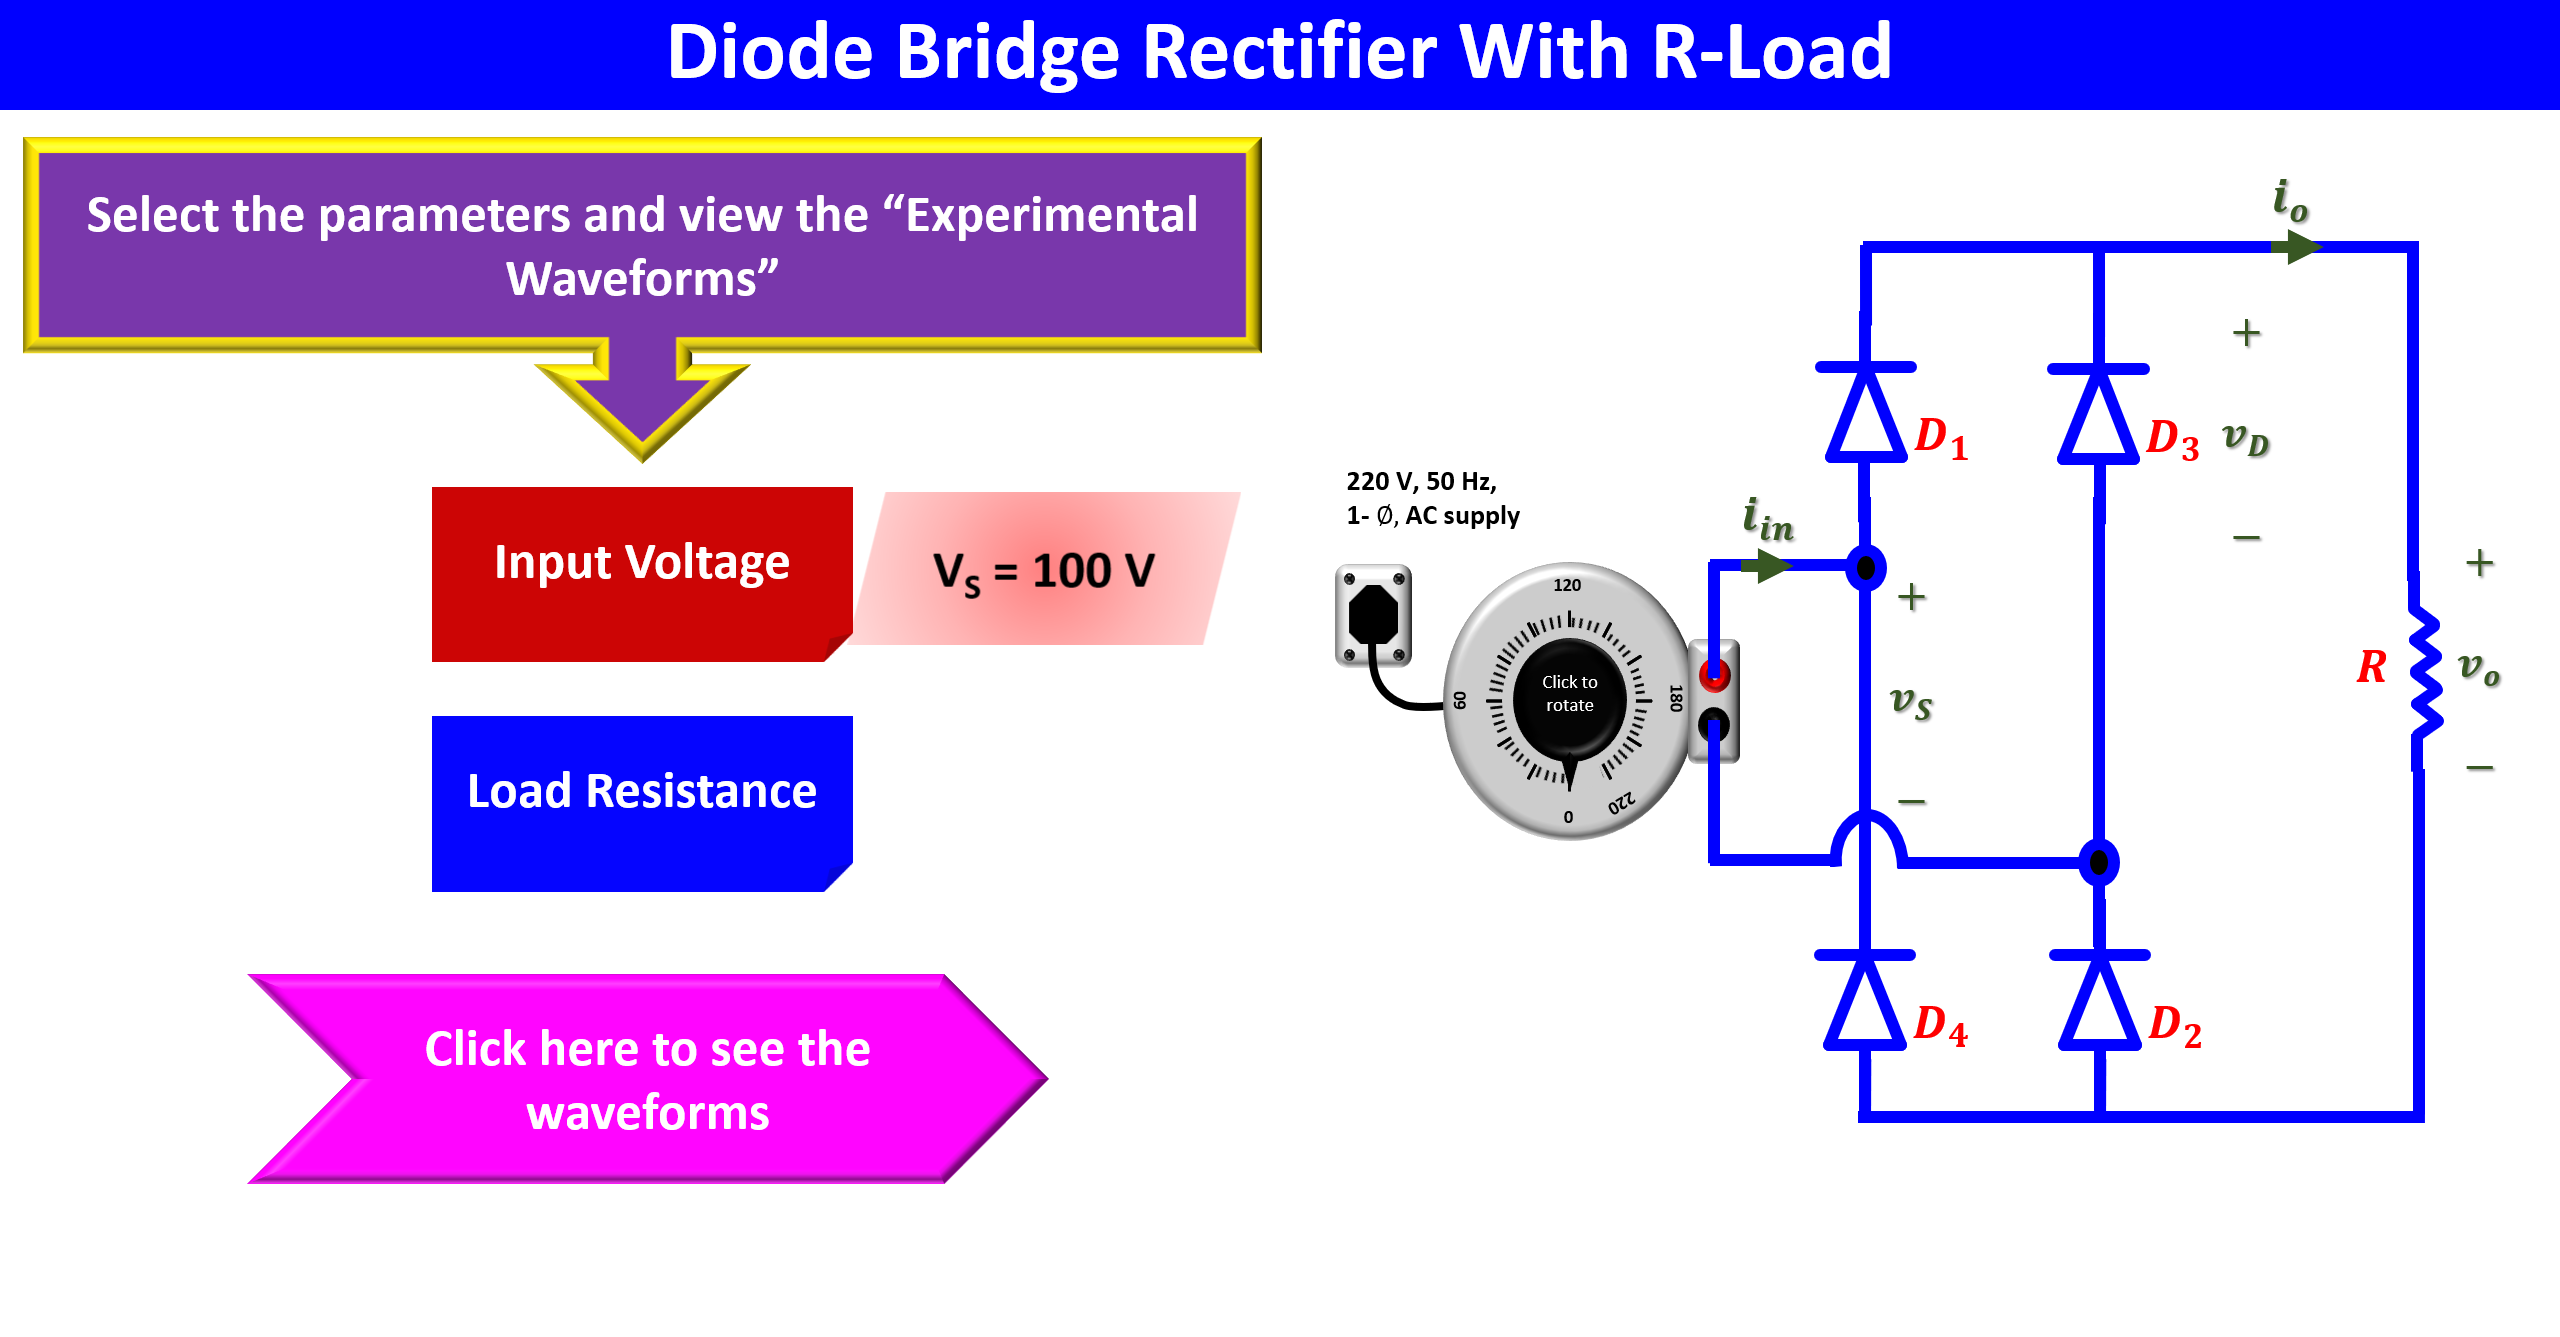 Diode Bridge Rectifier With R-Load
Select the parameters and view the “Experimental
Waveforms”
Input Voltage
V_S = 100 V
Load Resistance
Click here to see the
waveforms
220 V, 50 Hz,
1- Ø, AC supply
120
60
180
Click to
rotate
0
220
i_o
i_in
D_1
D_3
+
v_D
−
+
v_S
−
R
+
v_o
−
D_4
D_2